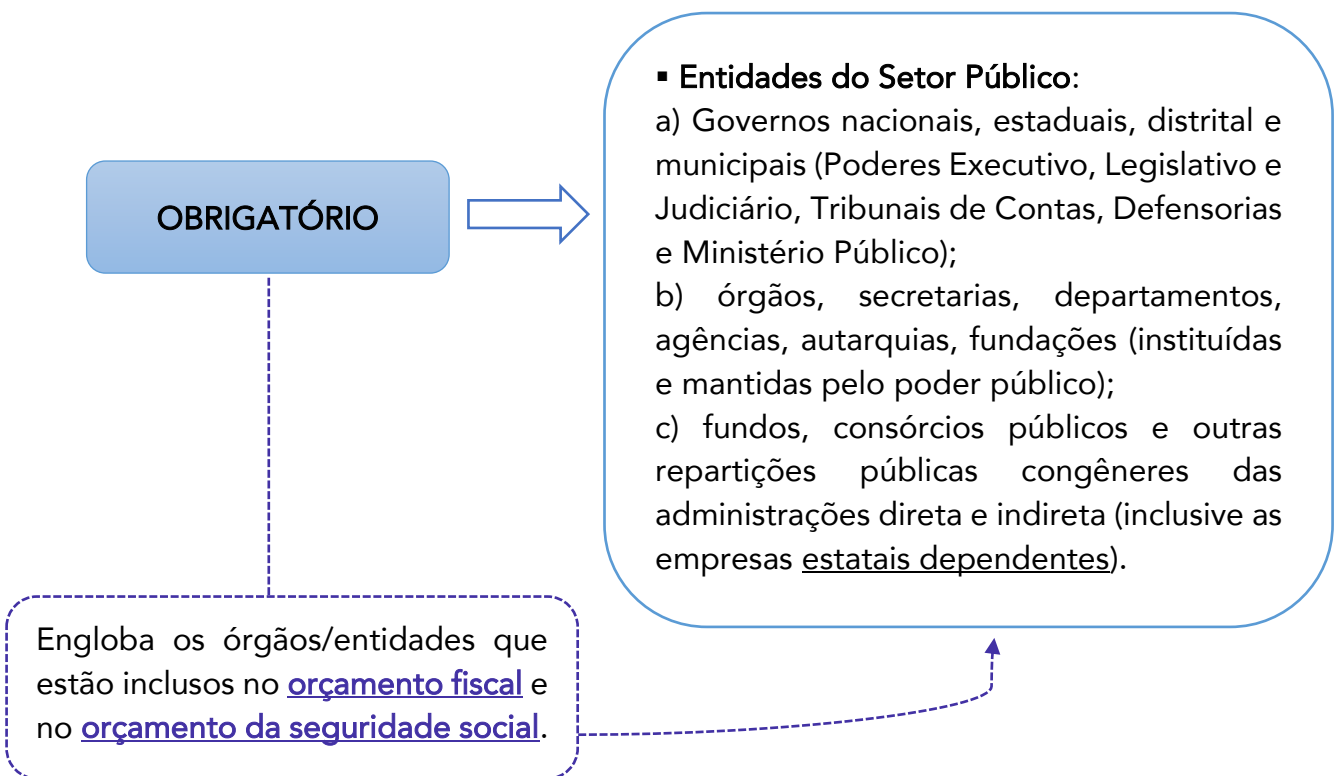 OBRIGATÓRIO
▪ Entidades do Setor Público:
a) Governos nacionais, estaduais, distrital e
municipais (Poderes Executivo, Legislativo e
Judiciário, Tribunais de Contas, Defensorias
e Ministério Público);
b) órgãos, secretarias, departamentos,
agências, autarquias, fundações (instituídas
e mantidas pelo poder público);
c) fundos, consórcios públicos e outras
repartições públicas congêneres das
administrações direta e indireta (inclusive as
empresas estatais dependentes).
Engloba os órgãos/entidades que
estão inclusos no orçamento fiscal e
no orçamento da seguridade social.